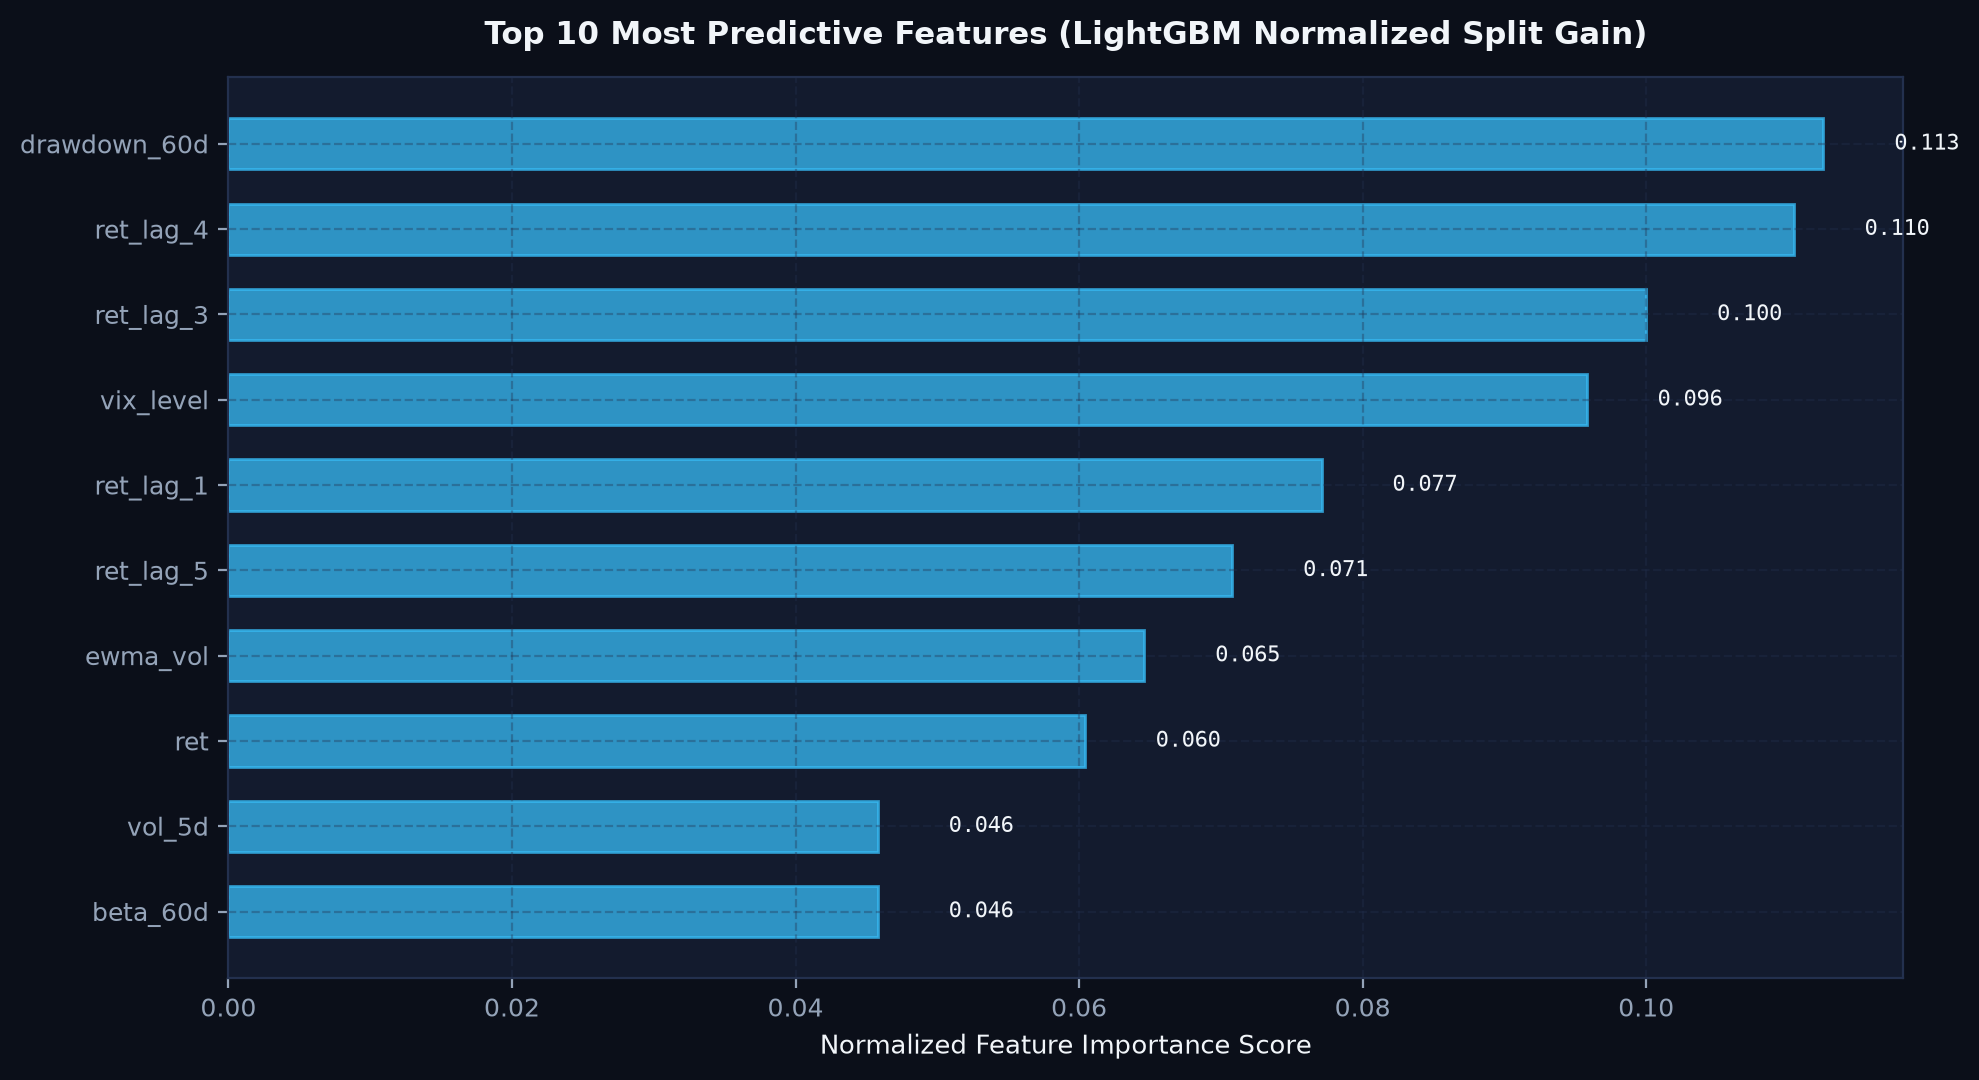 Top 10 Most Predictive Features (LightGBM Normalized Split Gain)
drawdown_60d 0.113
ret_lag_4 0.110
ret_lag_3 0.100
vix_level 0.096
ret_lag_1 0.077
ret_lag_5 0.071
ewma_vol 0.065
ret 0.060
vol_5d 0.046
beta_60d 0.046
0.00 0.02 0.04 0.06 0.08 0.10
Normalized Feature Importance Score